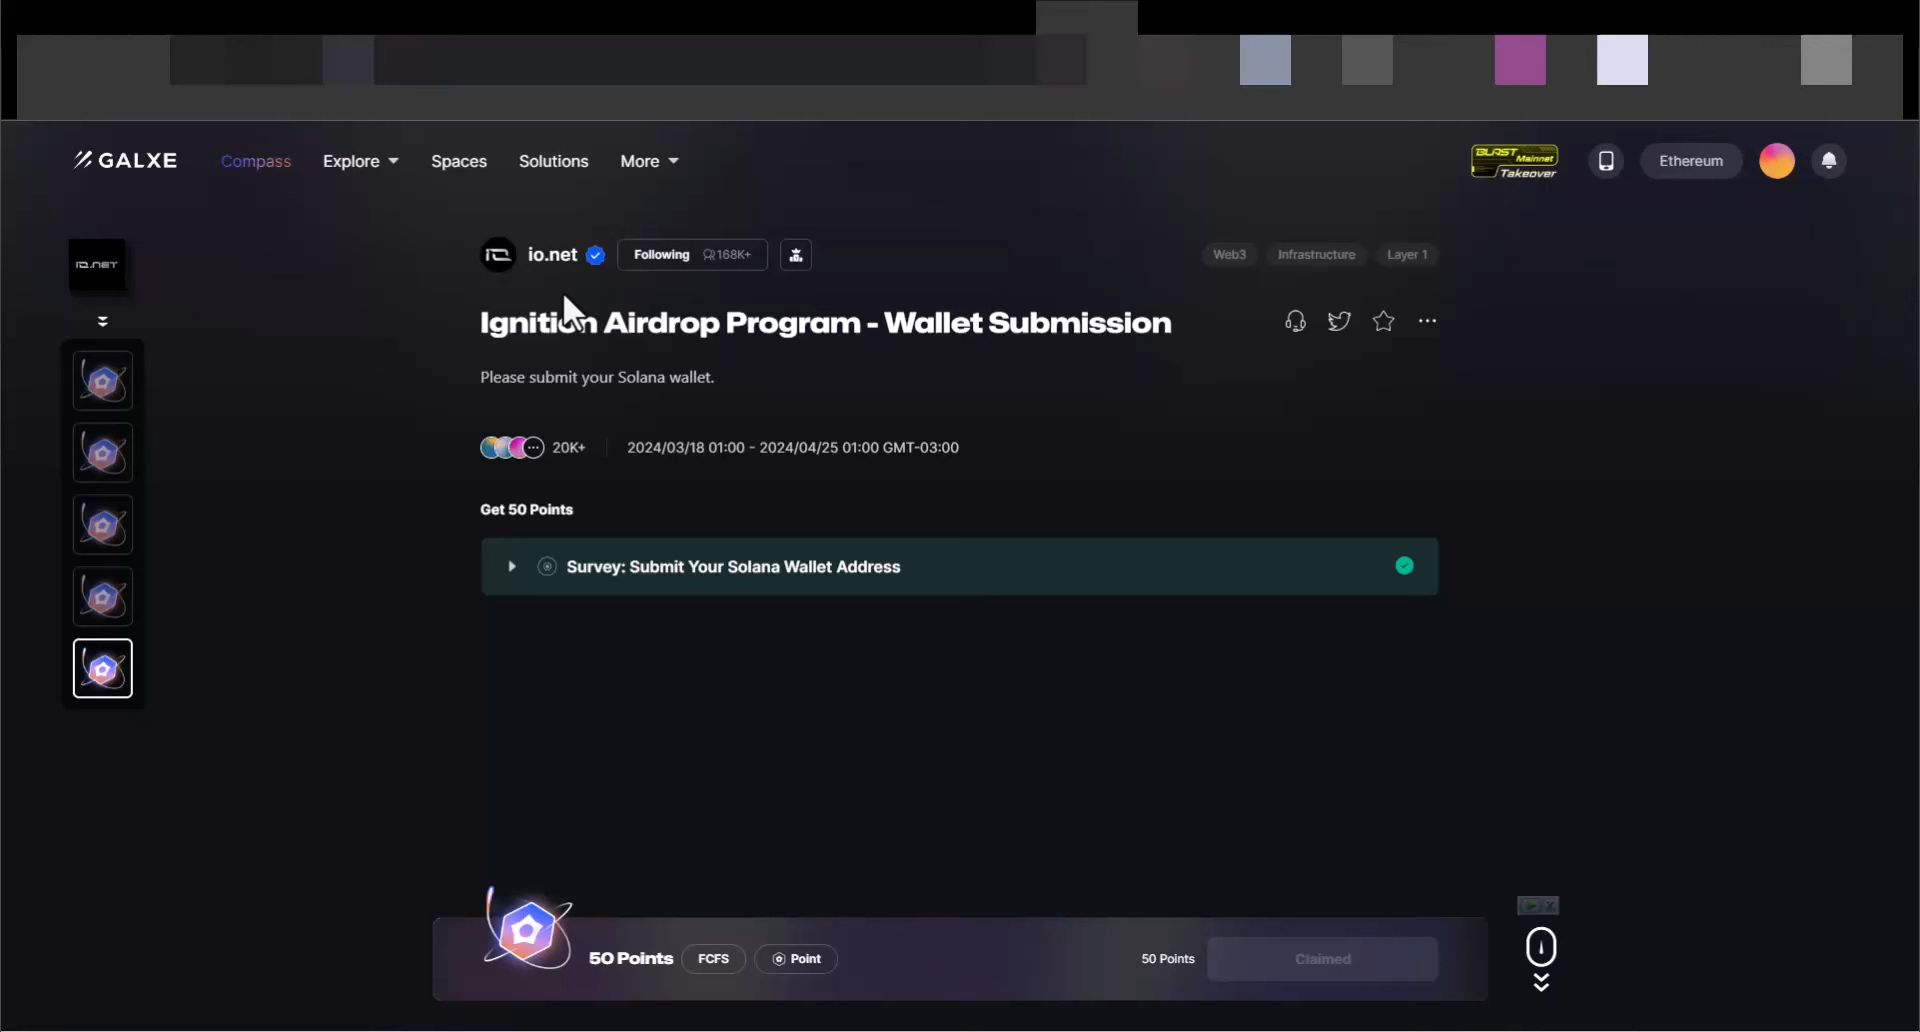 GALXE
Compass
Explore
Spaces
Solutions
More
BLAST Mainnet
Takeover
Ethereum
IO.NET
io.net
Following 168K+
Web3
Infrastructure
Layer 1
Ignition Airdrop Program - Wallet Submission
Please submit your Solana wallet.
20K+
2024/03/18 01:00 - 2024/04/25 01:00 GMT-03:00
Get 50 Points
Survey: Submit Your Solana Wallet Address
50 Points
FCFS
Point
50 Points
Claimed